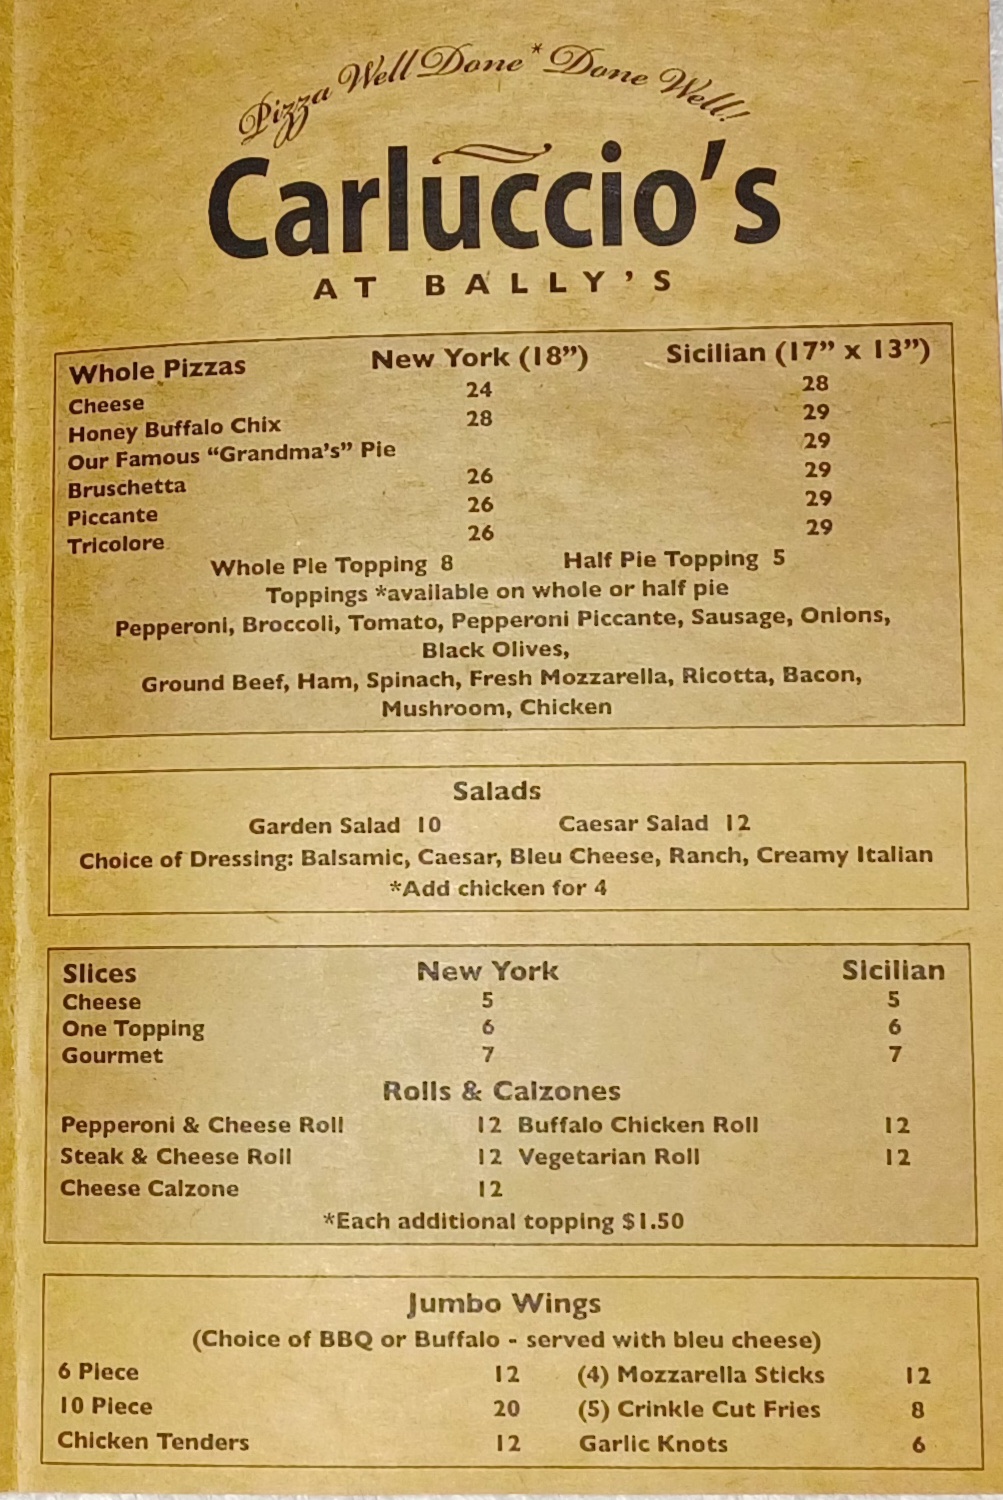 Pizza Well Done * Done Well!
Carluccio's
AT BALLY'S
Whole Pizzas New York (18") Sicilian (17" x 13")
Cheese 24 28
Honey Buffalo Chix 28 29
Our Famous "Grandma's" Pie 29
Bruschetta 26 29
Piccante 26 29
Tricolore 26 29
Whole Pie Topping 8 Half Pie Topping 5
Toppings *available on whole or half pie
Pepperoni, Broccoli, Tomato, Pepperoni Piccante, Sausage, Onions,
Black Olives,
Ground Beef, Ham, Spinach, Fresh Mozzarella, Ricotta, Bacon,
Mushroom, Chicken
Salads
Garden Salad 10 Caesar Salad 12
Choice of Dressing: Balsamic, Caesar, Bleu Cheese, Ranch, Creamy Italian
*Add chicken for 4
Slices New York Sicilian
Cheese 5 5
One Topping 6 6
Gourmet 7 7
Rolls & Calzones
Pepperoni & Cheese Roll 12 Buffalo Chicken Roll 12
Steak & Cheese Roll 12 Vegetarian Roll 12
Cheese Calzone 12
*Each additional topping $1.50
Jumbo Wings
(Choice of BBQ or Buffalo - served with bleu cheese)
6 Piece 12 (4) Mozzarella Sticks 12
10 Piece 20 (5) Crinkle Cut Fries 8
Chicken Tenders 12 Garlic Knots 6